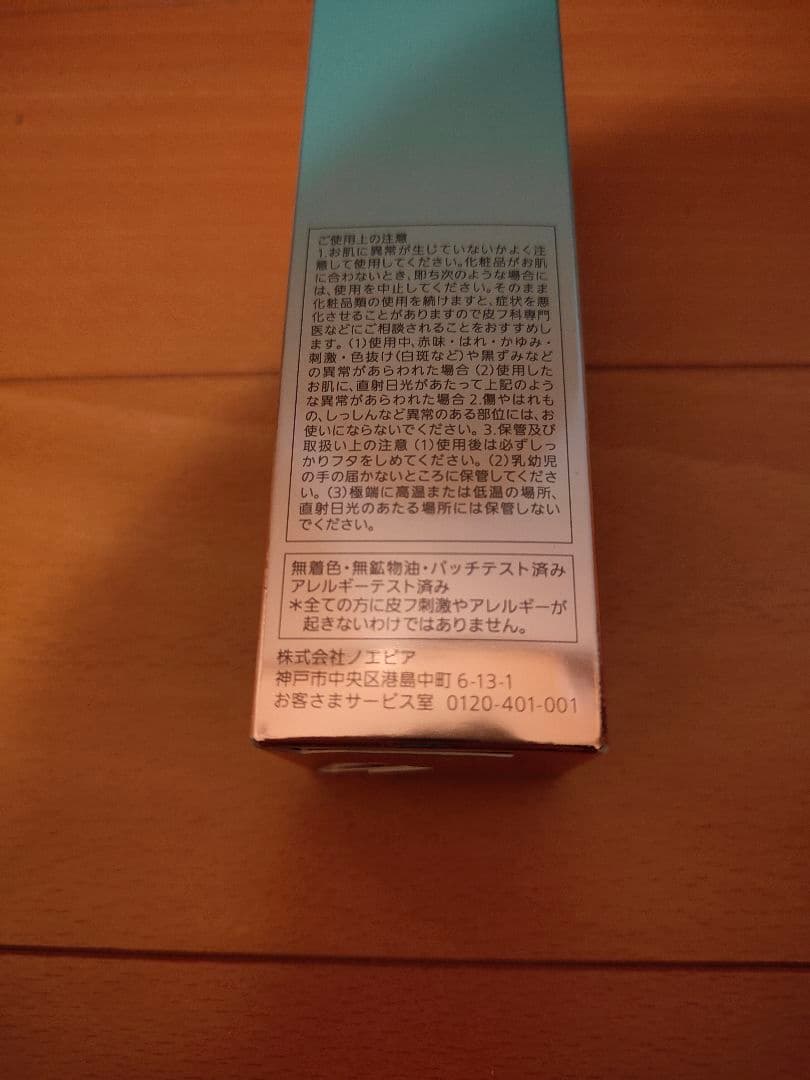 ご使用上の注意
1.お肌に異常が生じていないかよく注
意して使用してください。化粧品がお肌
に合わないとき、即ち次のような場合に
は、使用を中止してください。そのまま
化粧品類の使用を続けますと、症状を悪
化させることがありますので皮フ科専門
医などにご相談されることをおすすめし
ます。(1)使用中、赤味・はれ・かゆみ・
刺激・色抜け(白斑など)や黒ずみなど
の異常があらわれた場合 (2)使用した
お肌に、直射日光があたって上記のよう
な異常があらわれた場合 2.傷やはれも
の、しっしんなど異常のある部位には、お
使いにならないでください。3.保管及び
取扱い上の注意 (1)使用後は必ずしっ
かりフタをしめてください。(2)乳幼児
の手の届かないところに保管してくださ
い。(3)極端に高温または低温の場所、
直射日光のあたる場所には保管しない
でください。
無着色・無鉱物油・パッチテスト済み
アレルギーテスト済み
＊全ての方に皮フ刺激やアレルギーが
起きないわけではありません。
株式会社ノエビア
神戸市中央区港島中町 6-13-1
お客さまサービス室 0120-401-001